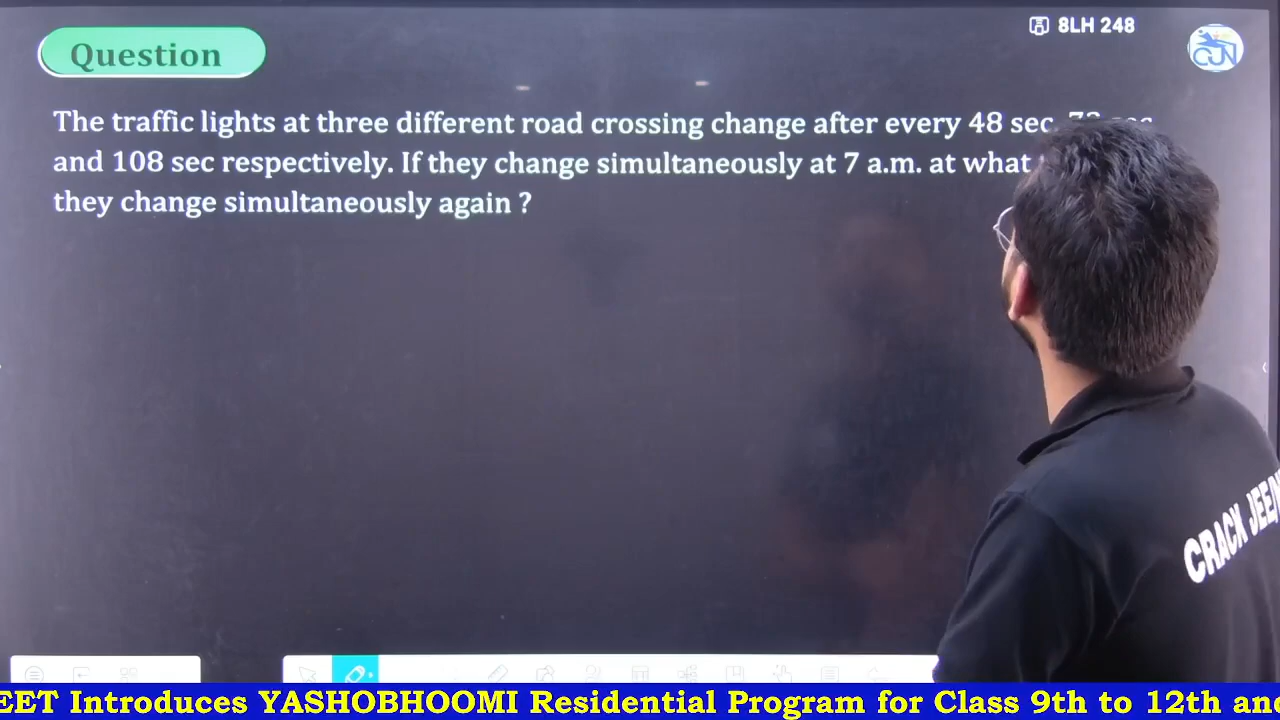 8LH 248
CJN
Question
The traffic lights at three different road crossing change after every 48 sec,
and 108 sec respectively. If they change simultaneously at 7 a.m. at what
they change simultaneously again ?
CRACK JEE/
EET Introduces YASHOBHOOMI Residential Program for Class 9th to 12th and